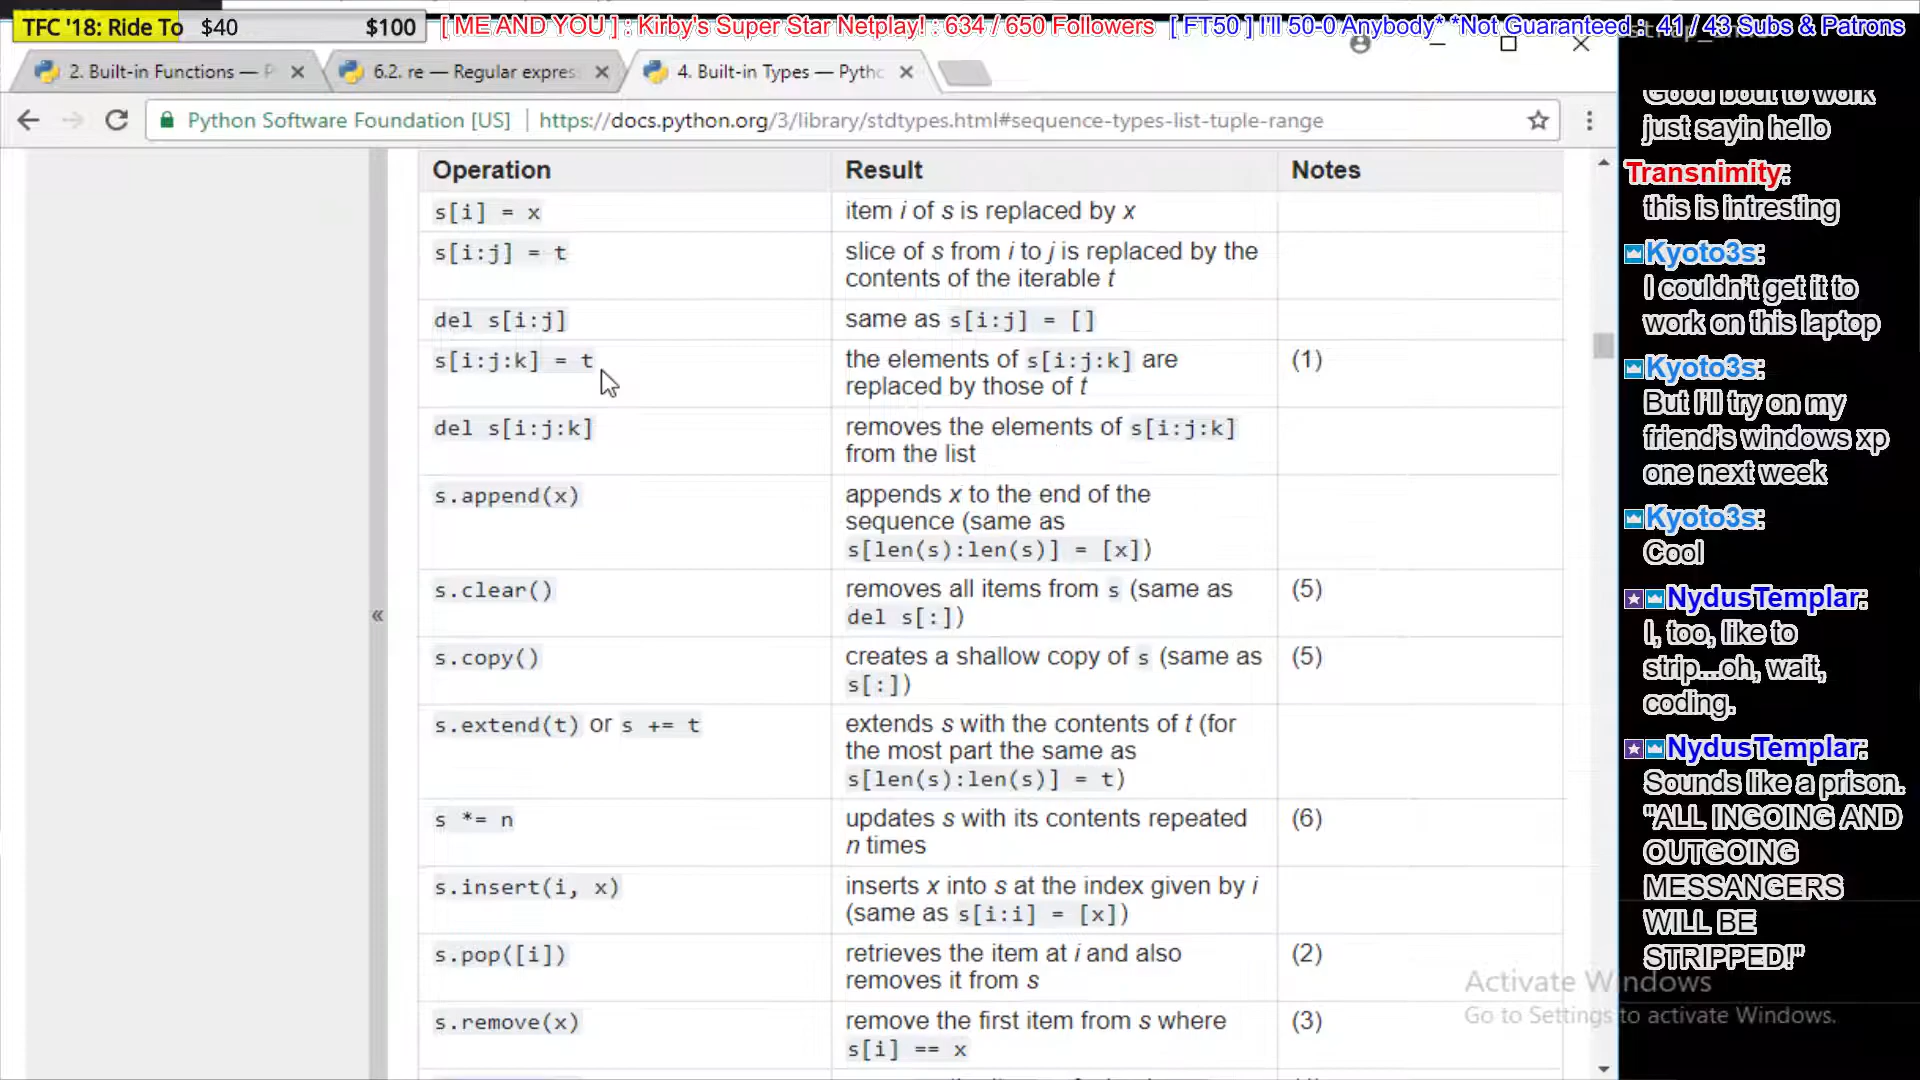 TFC '18: Ride To $40 $100
[ ME AND YOU ] : Kirby's Super Star Netplay! : 634 / 650 Followers [ FT50 ] I'll 50-0 Anybody* *Not Guaranteed : 41 / 43 Subs & Patrons
2. Built-in Functions — P
6.2. re — Regular expres
4. Built-in Types — Pytho
Python Software Foundation [US] https://docs.python.org/3/library/stdtypes.html#sequence-types-list-tuple-range
Operation Result Notes
s[i] = x item i of s is replaced by x
s[i:j] = t slice of s from i to j is replaced by the
contents of the iterable t
del s[i:j] same as s[i:j] = []
s[i:j:k] = t the elements of s[i:j:k] are (1)
replaced by those of t
del s[i:j:k] removes the elements of s[i:j:k]
from the list
s.append(x) appends x to the end of the
sequence (same as
s[len(s):len(s)] = [x])
s.clear() removes all items from s (same as (5)
del s[:])
s.copy() creates a shallow copy of s (same as (5)
s[:])
s.extend(t) or s += t extends s with the contents of t (for
the most part the same as
s[len(s):len(s)] = t)
s *= n updates s with its contents repeated (6)
n times
s.insert(i, x) inserts x into s at the index given by i
(same as s[i:i] = [x])
s.pop([i]) retrieves the item at i and also (2)
removes it from s
s.remove(x) remove the first item from s where (3)
s[i] == x
«
Good bout to work
just sayin hello
Transnimity:
this is intresting
Kyoto3s:
I couldn't get it to
work on this laptop
Kyoto3s:
But I'll try on my
friend's windows xp
one next week
Kyoto3s:
Cool
NydusTemplar:
I, too, like to
strip...oh, wait,
coding.
NydusTemplar:
Sounds like a prison.
"ALL INGOING AND
OUTGOING
MESSANGERS
WILL BE
STRIPPED!"
Activate Windows
Go to Settings to activate Windows.